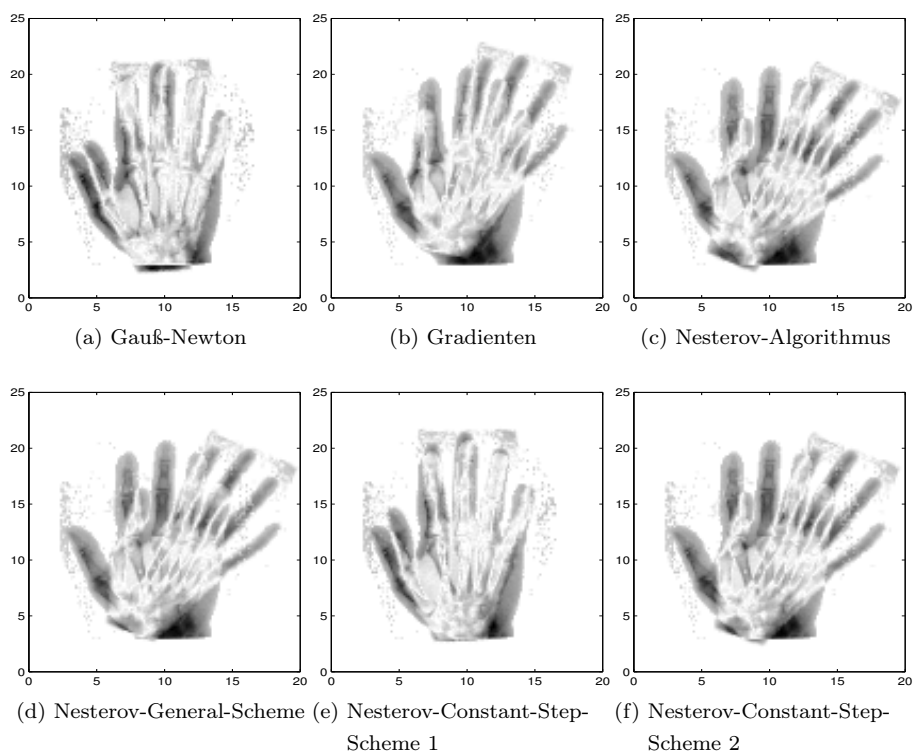 25
20
15
10
5
0
0 5 10 15 20
(a) Gauß-Newton
25
20
15
10
5
0
0 5 10 15 20
(b) Gradienten
25
20
15
10
5
0
0 5 10 15 20
(c) Nesterov-Algorithmus
25
20
15
10
5
0
0 5 10 15 20
(d) Nesterov-General-Scheme
25
20
15
10
5
0
0 5 10 15 20
(e) Nesterov-Constant-Step-
Scheme 1
25
20
15
10
5
0
0 5 10 15 20
(f) Nesterov-Constant-Step-
Scheme 2